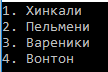 1. Хинкали
2. Пельмени
3. Вареники
4. Вонтон